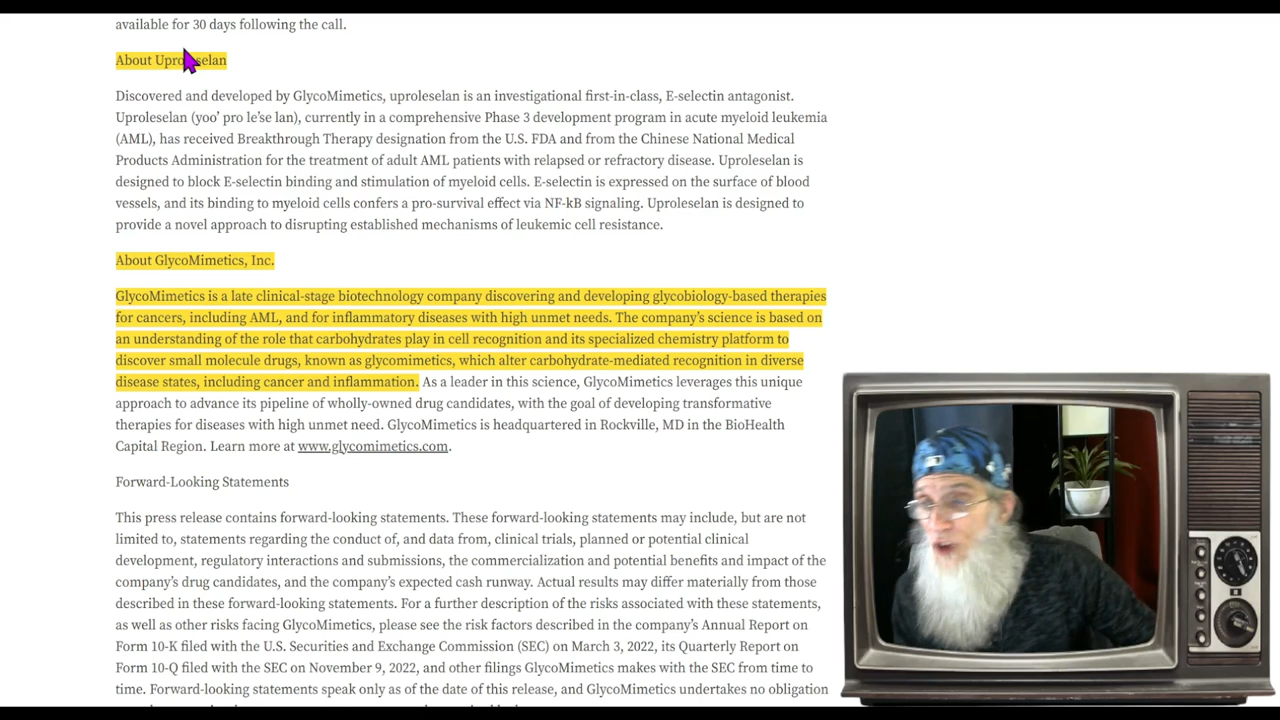 available for 30 days following the call.
About Uproleselan
Discovered and developed by GlycoMimetics, uproleselan is an investigational first-in-class, E-selectin antagonist.
Uproleselan (yoo’ pro le’se lan), currently in a comprehensive Phase 3 development program in acute myeloid leukemia
(AML), has received Breakthrough Therapy designation from the U.S. FDA and from the Chinese National Medical
Products Administration for the treatment of adult AML patients with relapsed or refractory disease. Uproleselan is
designed to block E-selectin binding and stimulation of myeloid cells. E-selectin is expressed on the surface of blood
vessels, and its binding to myeloid cells confers a pro-survival effect via NF-kB signaling. Uproleselan is designed to
provide a novel approach to disrupting established mechanisms of leukemic cell resistance.
About GlycoMimetics, Inc.
GlycoMimetics is a late clinical-stage biotechnology company discovering and developing glycobiology-based therapies
for cancers, including AML, and for inflammatory diseases with high unmet needs. The company’s science is based on
an understanding of the role that carbohydrates play in cell recognition and its specialized chemistry platform to
discover small molecule drugs, known as glycomimetics, which alter carbohydrate-mediated recognition in diverse
disease states, including cancer and inflammation. As a leader in this science, GlycoMimetics leverages this unique
approach to advance its pipeline of wholly-owned drug candidates, with the goal of developing transformative
therapies for diseases with high unmet need. GlycoMimetics is headquartered in Rockville, MD in the BioHealth
Capital Region. Learn more at www.glycomimetics.com.
Forward-Looking Statements
This press release contains forward-looking statements. These forward-looking statements may include, but are not
limited to, statements regarding the conduct of, and data from, clinical trials, planned or potential clinical
development, regulatory interactions and submissions, the commercialization and potential benefits and impact of the
company’s drug candidates, and the company’s expected cash runway. Actual results may differ materially from those
described in these forward-looking statements. For a further description of the risks associated with these statements,
as well as other risks facing GlycoMimetics, please see the risk factors described in the company’s Annual Report on
Form 10-K filed with the U.S. Securities and Exchange Commission (SEC) on March 3, 2022, its Quarterly Report on
Form 10-Q filed with the SEC on November 9, 2022, and other filings GlycoMimetics makes with the SEC from time to
time. Forward-looking statements speak only as of the date of this release, and GlycoMimetics undertakes no obligation